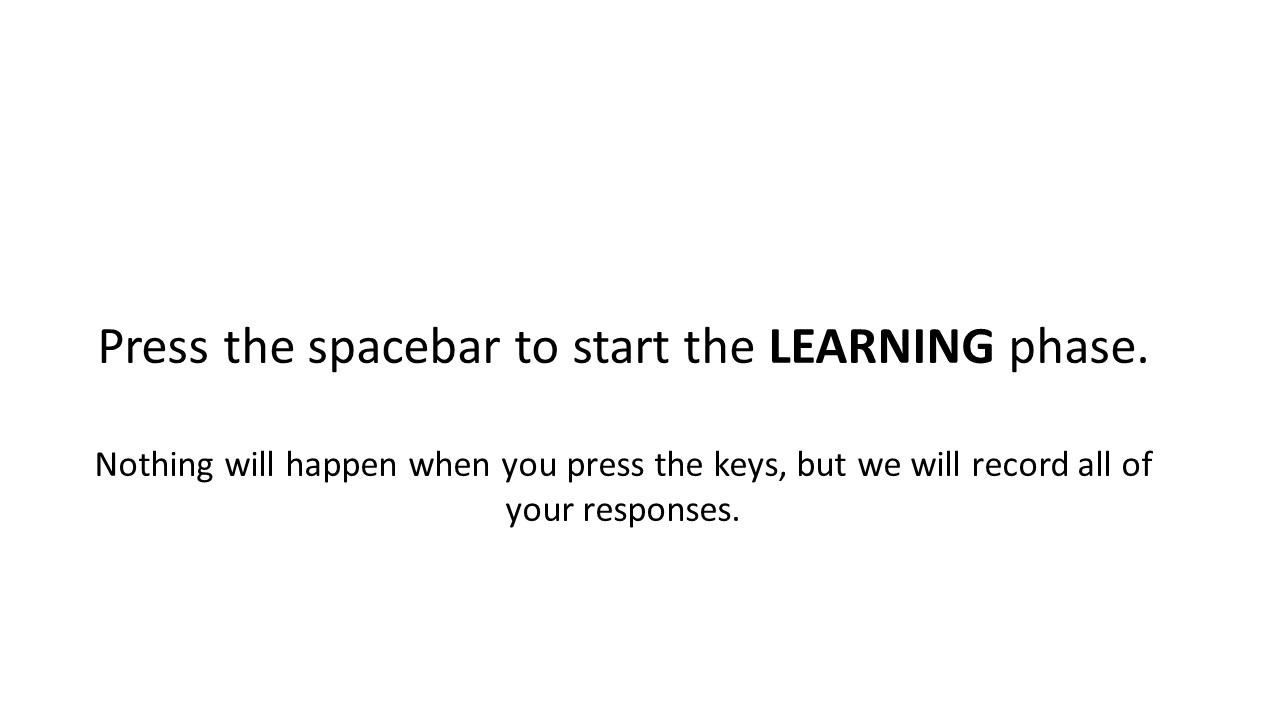 Press the spacebar to start the LEARNING phase.
Nothing will happen when you press the keys, but we will record all of
your responses.